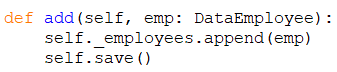 def add(self, emp: DataEmployee):
    self._employees.append(emp)
    self.save()